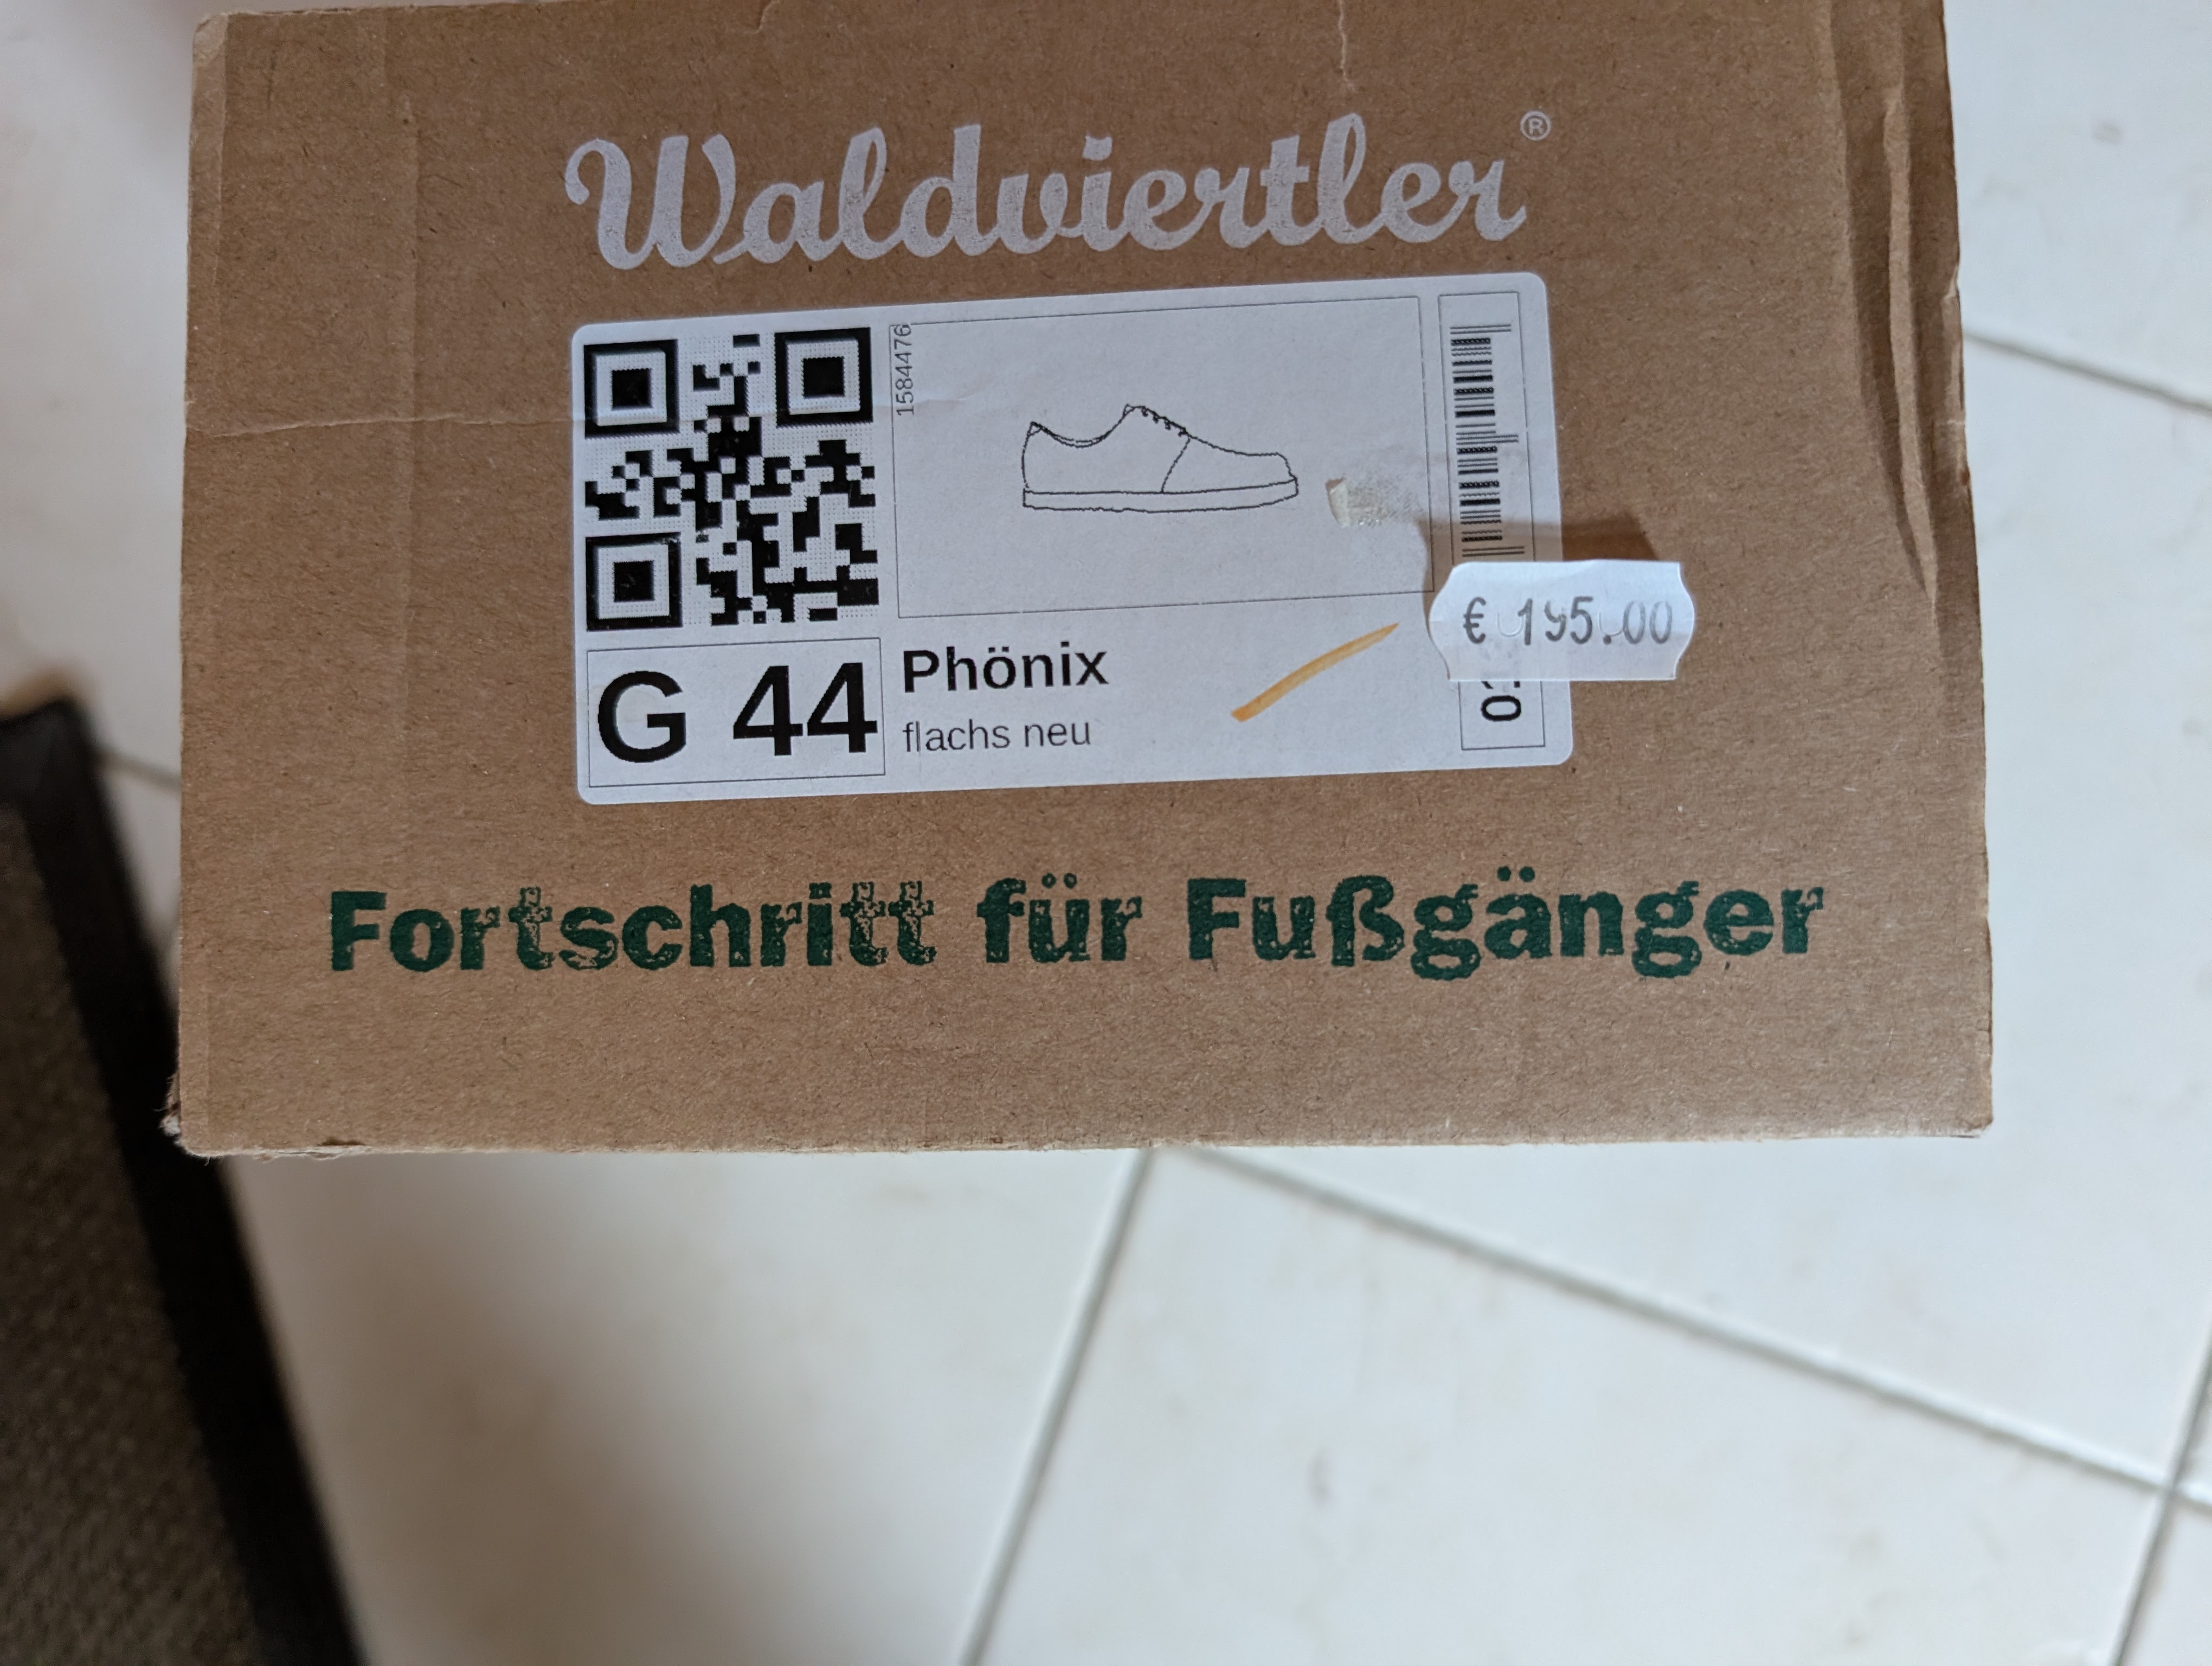 Waldviertler®
1584476
€ 195.00
G 44
Phönix
flachs neu
Fortschritt für Fußgänger